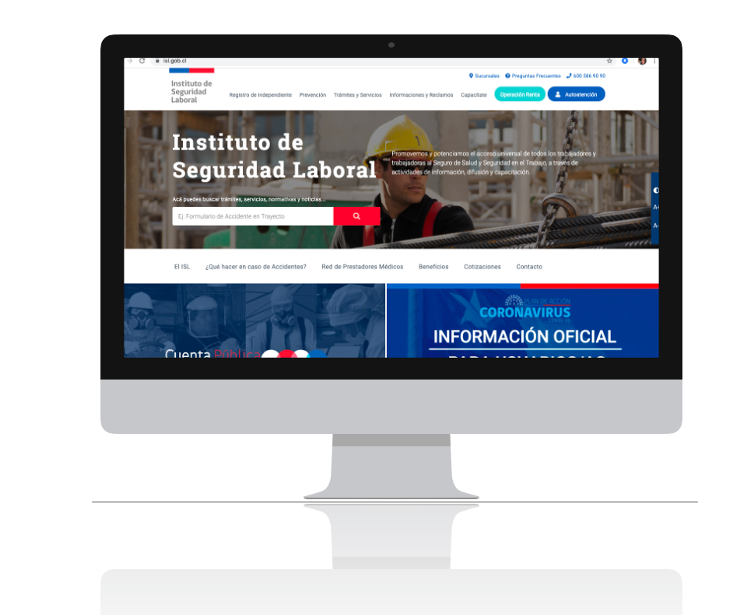 isl.gob.cl
Sucursales Preguntas Frecuentes 600 586 90 90
Instituto de
Seguridad
Laboral
Registro de Independiente Prevención Trámites y Servicios Informaciones y Reclamos Capacítate Operación Renta Autoatención
Instituto de
Seguridad Laboral
Promovemos y potenciamos el acceso universal de todos los trabajadores y
trabajadoras al Seguro de Salud y Seguridad en el Trabajo, a través de
actividades de información, difusión y capacitación.
Acá puedes buscar trámites, servicios, normativas y noticias...
Ej: Formulario de Accidente en Trayecto
A-
El ISL ¿Qué hacer en caso de Accidentes? Red de Prestadores Médicos Beneficios Cotizaciones Contacto
PLAN DE ACCIÓN
CORONAVIRUS
INFORMACIÓN OFICIAL
Cuenta Pública